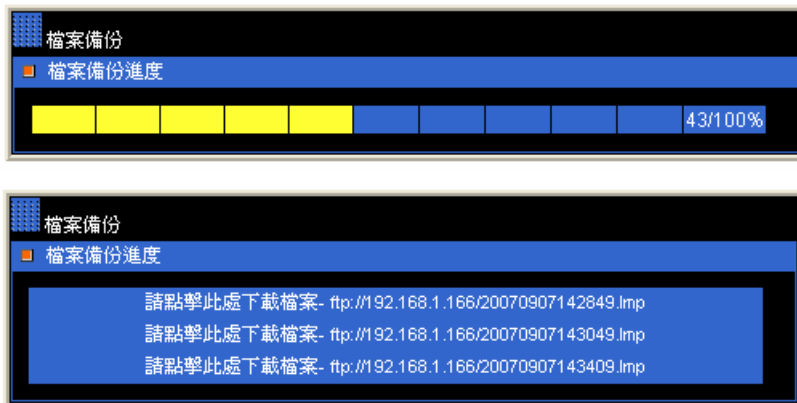 檔案備份
檔案備份進度
43/100%
檔案備份
檔案備份進度
請點擊此處下載檔案- ftp://192.168.1.166/20070907142849.lmp
請點擊此處下載檔案- ftp://192.168.1.166/20070907143049.lmp
請點擊此處下載檔案- ftp://192.168.1.166/20070907143409.lmp